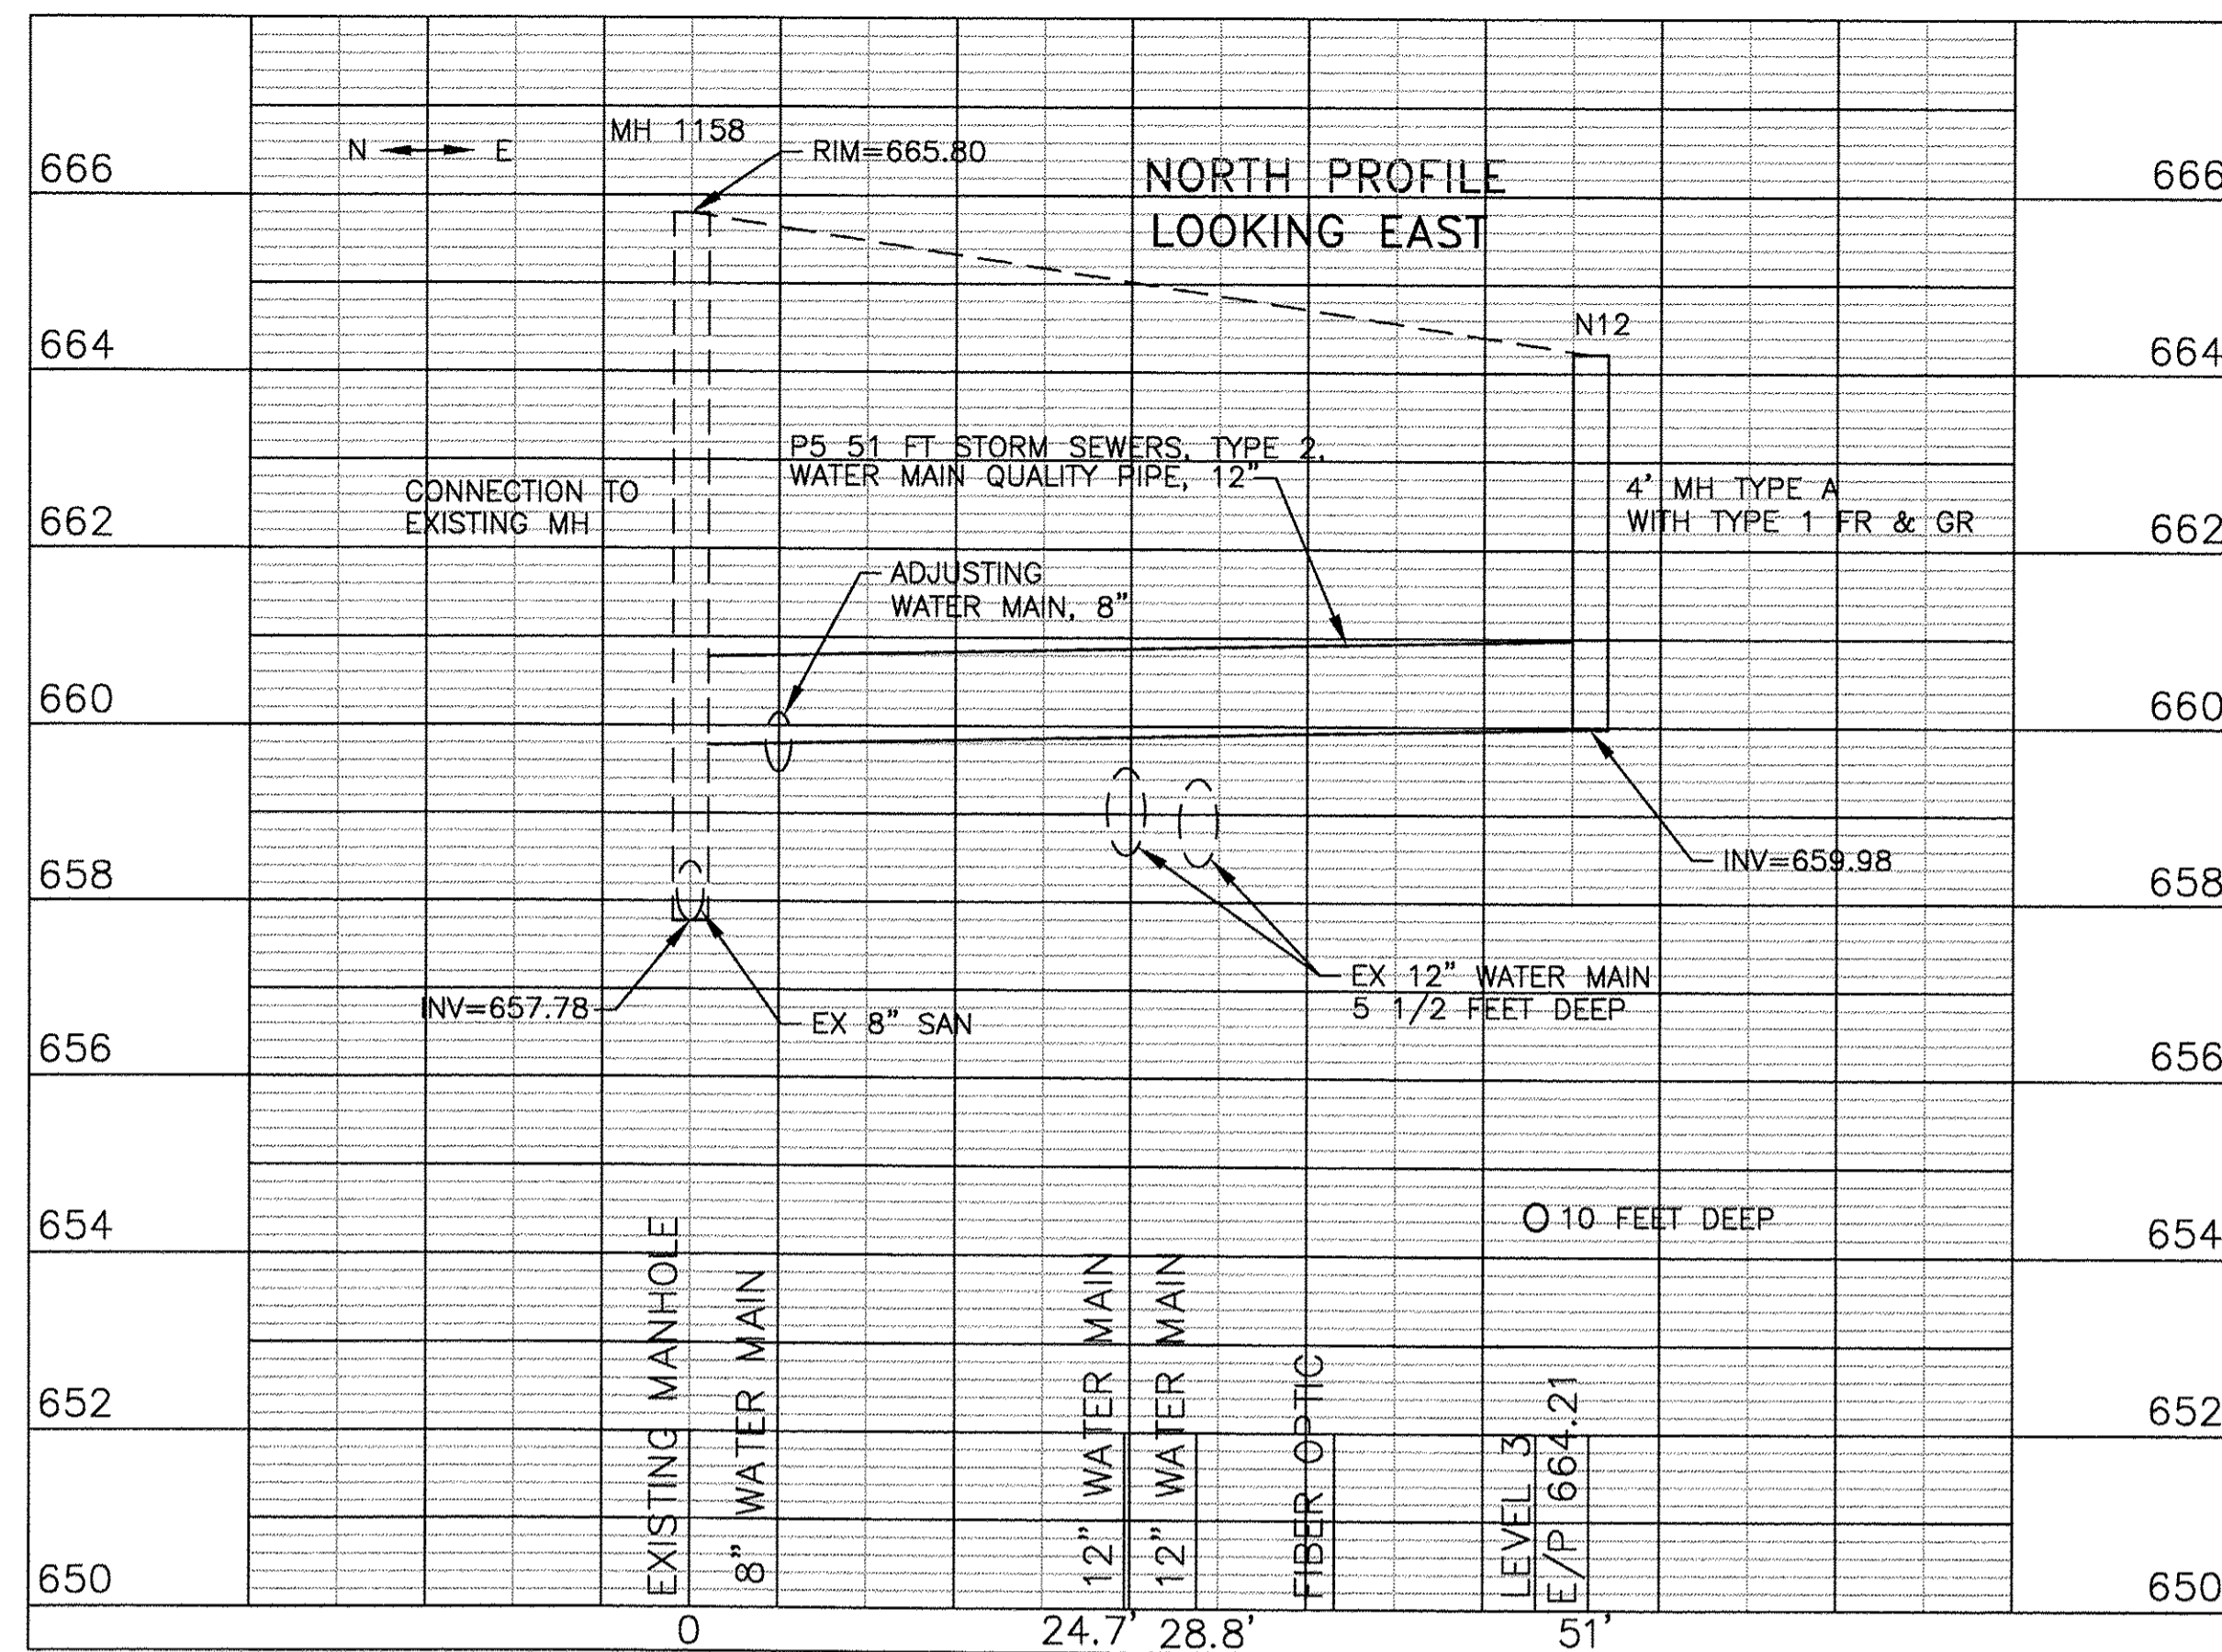 N E
MH 1158
RIM=665.80
NORTH PROFILE
LOOKING EAST
666
666
N12
664
664
P5 51 FT STORM SEWERS, TYPE 2,
WATER MAIN QUALITY PIPE, 12"
CONNECTION TO
EXISTING MH
4' MH TYPE A
WITH TYPE 1 FR & GR
662
662
ADJUSTING
WATER MAIN, 8"
660
660
INV=659.98
658
658
EX 12" WATER MAIN
5 1/2 FEET DEEP
INV=657.78
EX 8" SAN
656
656
10 FEET DEEP
654
654
652
652
EXISTING MANHOLE
8" WATER MAIN
12" WATER MAIN
12" WATER MAIN
FIBER OPTIC
LEVEL 3
E/P 664.21
650
650
0
24.7'
28.8'
51'